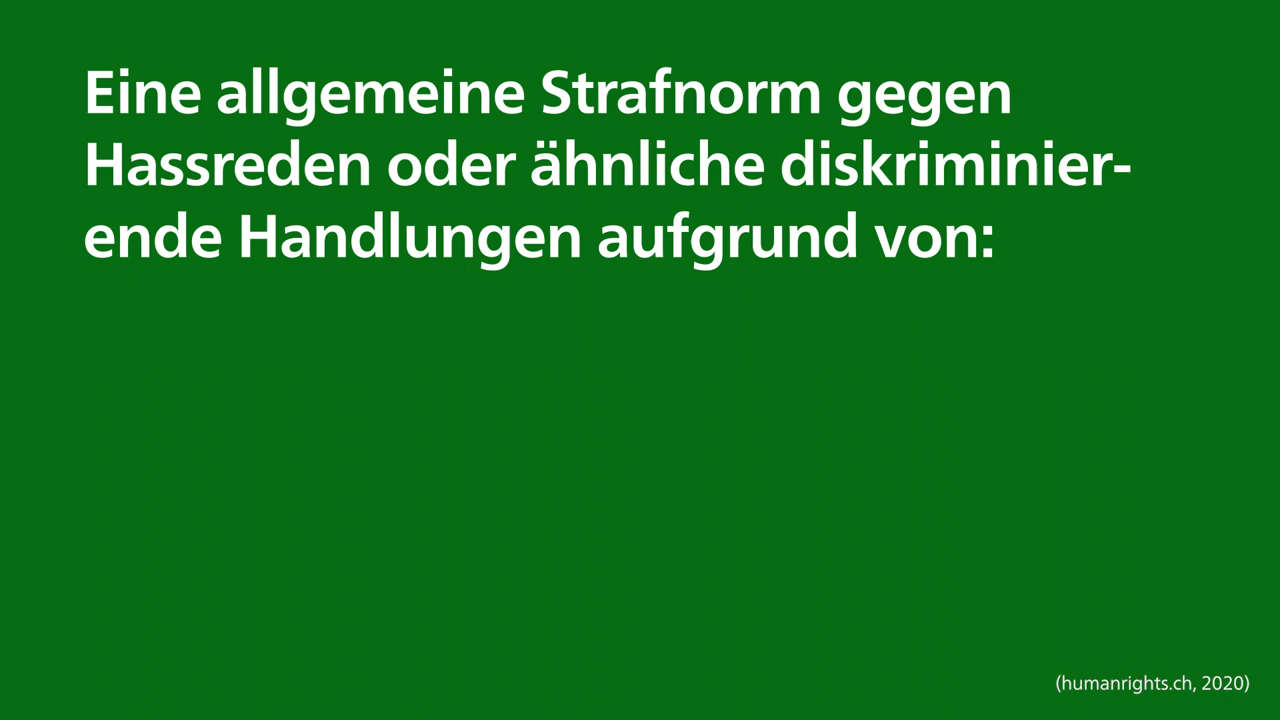 Eine allgemeine Strafnorm gegen
Hassreden oder ähnliche diskriminier-
ende Handlungen aufgrund von:
(humanrights.ch, 2020)